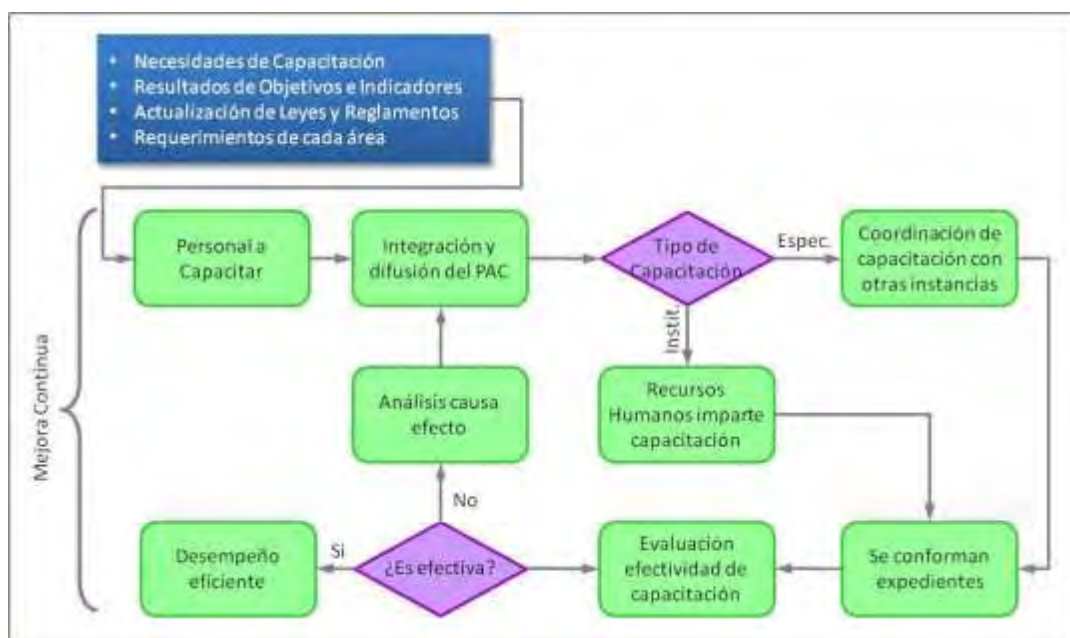 • Necesidades de Capacitación
• Resultados de Objetivos e Indicadores
• Actualización de Leyes y Reglamentos
• Requerimientos de cada área
Mejora Continua
Personal a
Capacitar
Integración y
difusión del PAC
Tipo de
Capacitación
Espec.
Coordinación de
capacitación con
otras instancias
Instit.
Análisis causa
efecto
Recursos
Humanos imparte
capacitación
No
Desempeño
eficiente
Si
¿Es efectiva?
Evaluación
efectividad de
capacitación
Se conforman
expedientes